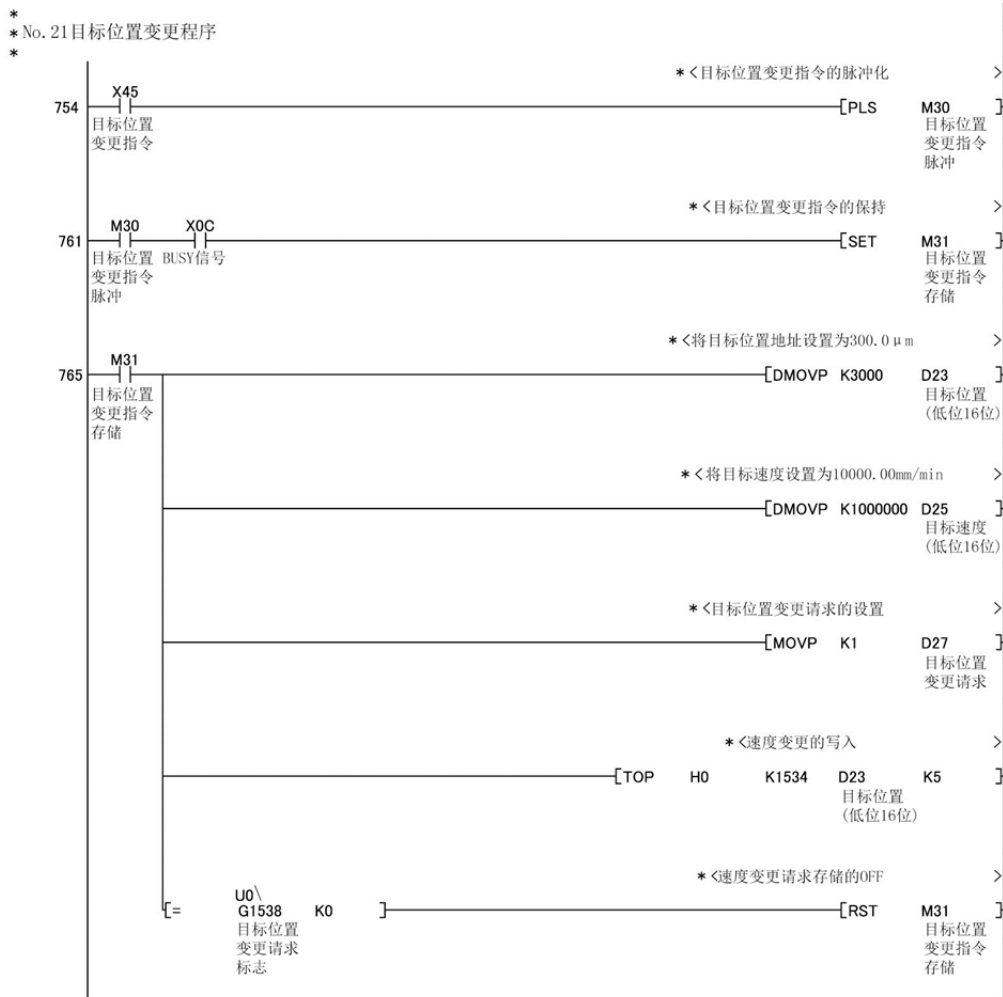 *
* No.21目标位置变更程序
*
* <目标位置变更指令的脉冲化 >
X45
754 [PLS M30 ]
目标位置 目标位置
变更指令 变更指令
脉冲
* <目标位置变更指令的保持 >
M30 X0C
761 [SET M31 ]
目标位置 BUSY信号 目标位置
变更指令 变更指令
脉冲 存储
* <将目标位置地址设置为300.0μm >
M31
765 [DMOVP K3000 D23 ]
目标位置 目标位置
变更指令 (低位16位)
存储
* <将目标速度设置为10000.00mm/min >
[DMOVP K1000000 D25 ]
目标速度
(低位16位)
* <目标位置变更请求的设置 >
[MOVP K1 D27 ]
目标位置
变更请求
* <速度变更的写入 >
[TOP H0 K1534 D23 K5 ]
目标位置
(低位16位)
* <速度变更请求存储的OFF >
U0\
[= G1538 K0 ] [RST M31 ]
目标位置 目标位置
变更请求 变更指令
标志 存储